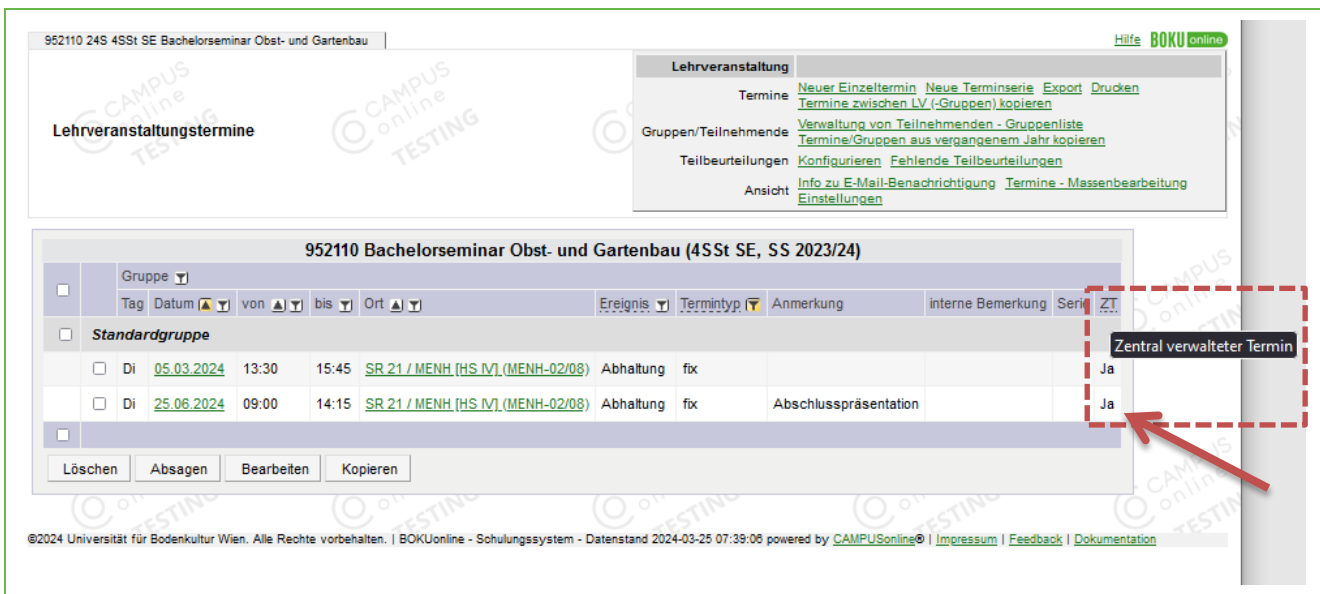 952110 24S 4SSt SE Bachelorseminar Obst- und Gartenbau
Hilfe BOKU online
Lehrveranstaltungstermine
Lehrveranstaltung
Termine Neuer Einzeltermin Neue Terminserie Export Drucken
Termine zwischen LV (-Gruppen) kopieren
Gruppen/Teilnehmende Verwaltung von Teilnehmenden - Gruppenliste
Termine/Gruppen aus vergangenem Jahr kopieren
Teilbeurteilungen Konfigurieren Fehlende Teilbeurteilungen
Ansicht Info zu E-Mail-Benachrichtigung Termine - Massenbearbeitung
Einstellungen
CAMPUS online TESTING
CAMPUS online TESTING
952110 Bachelorseminar Obst- und Gartenbau (4SSt SE, SS 2023/24)
Gruppe
Tag Datum von bis Ort Ereignis Termintyp Anmerkung interne Bemerkung Serie ZT
Standardgruppe
Zentral verwalteter Termin
Di 05.03.2024 13:30 15:45 SR 21 / MENH [HS IV] (MENH-02/08) Abhaltung fix Ja
Di 25.06.2024 09:00 14:15 SR 21 / MENH [HS IV] (MENH-02/08) Abhaltung fix Abschlusspräsentation Ja
Löschen Absagen Bearbeiten Kopieren
©2024 Universität für Bodenkultur Wien. Alle Rechte vorbehalten. | BOKUonline - Schulungssystem - Datenstand 2024-03-25 07:39:06 powered by CAMPUSonline® | Impressum | Feedback | Dokumentation